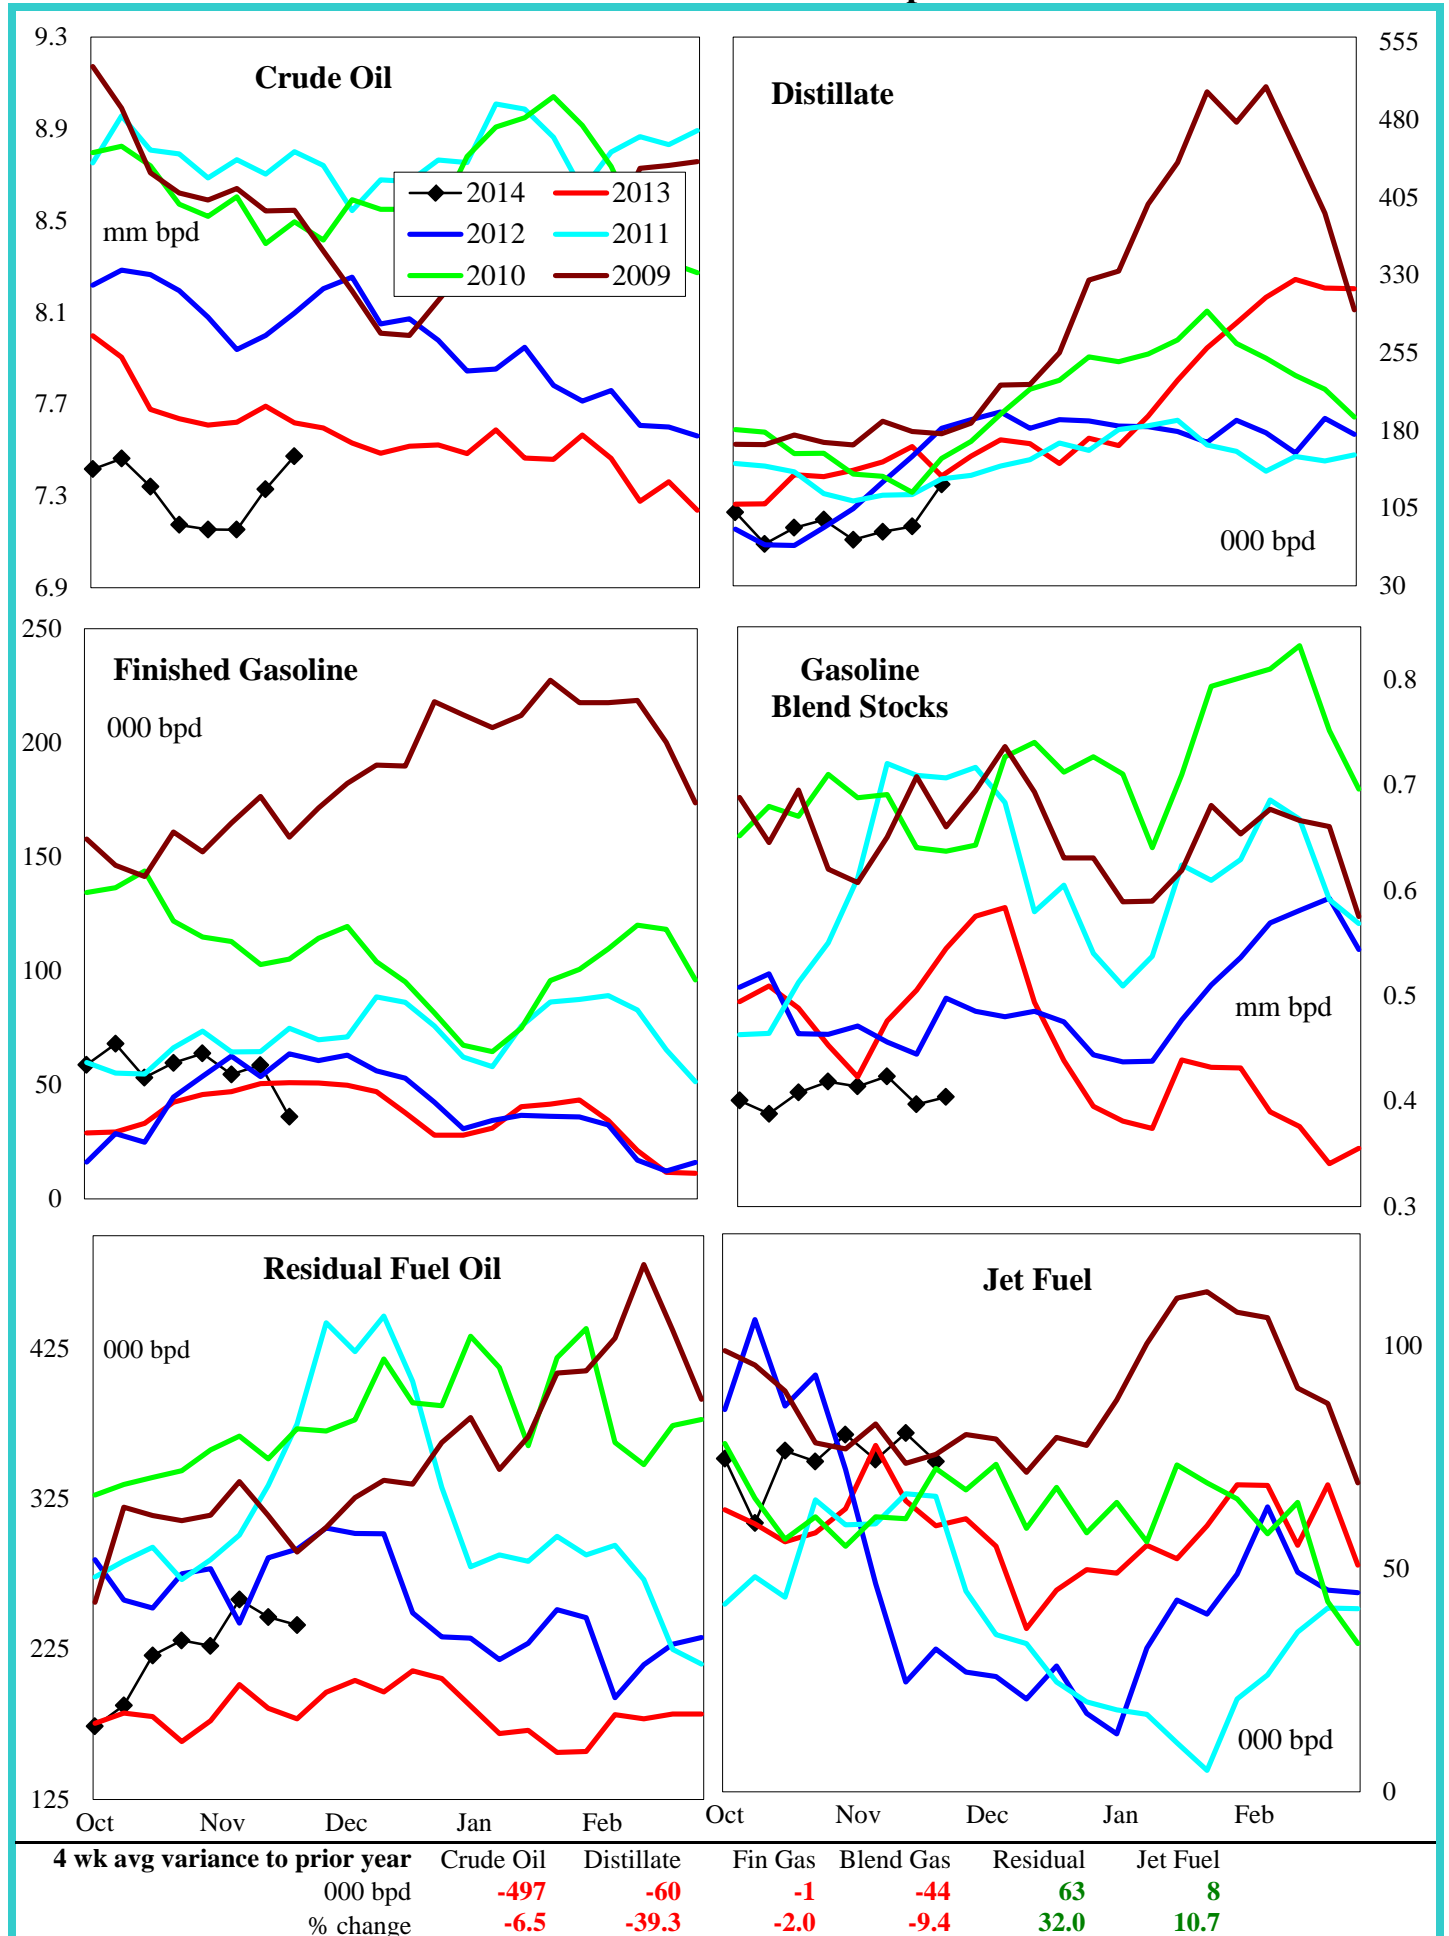 9.3
8.9
8.5
8.1
7.7
7.3
6.9
Crude Oil
mm bpd
2014
2013
2012
2011
2010
2009
Distillate
000 bpd
555
480
405
330
255
180
105
30
250
200
150
100
50
0
Finished Gasoline
000 bpd
Gasoline
Blend Stocks
mm bpd
0.8
0.7
0.6
0.5
0.4
0.3
Residual Fuel Oil
000 bpd
425
325
225
125
Oct Nov Dec Jan Feb
Jet Fuel
000 bpd
100
50
0
Oct Nov Dec Jan Feb
4 wk avg variance to prior year Crude Oil Distillate Fin Gas Blend Gas Residual Jet Fuel
000 bpd -497 -60 -1 -44 63 8
% change -6.5 -39.3 -2.0 -9.4 32.0 10.7